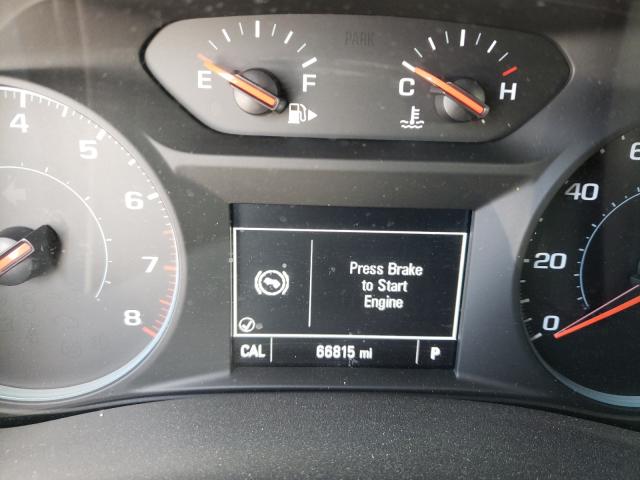 PARK
E F
C H
4
5
6
7
8
Press Brake
to Start
Engine
CAL 66815 mi P
0
20
40